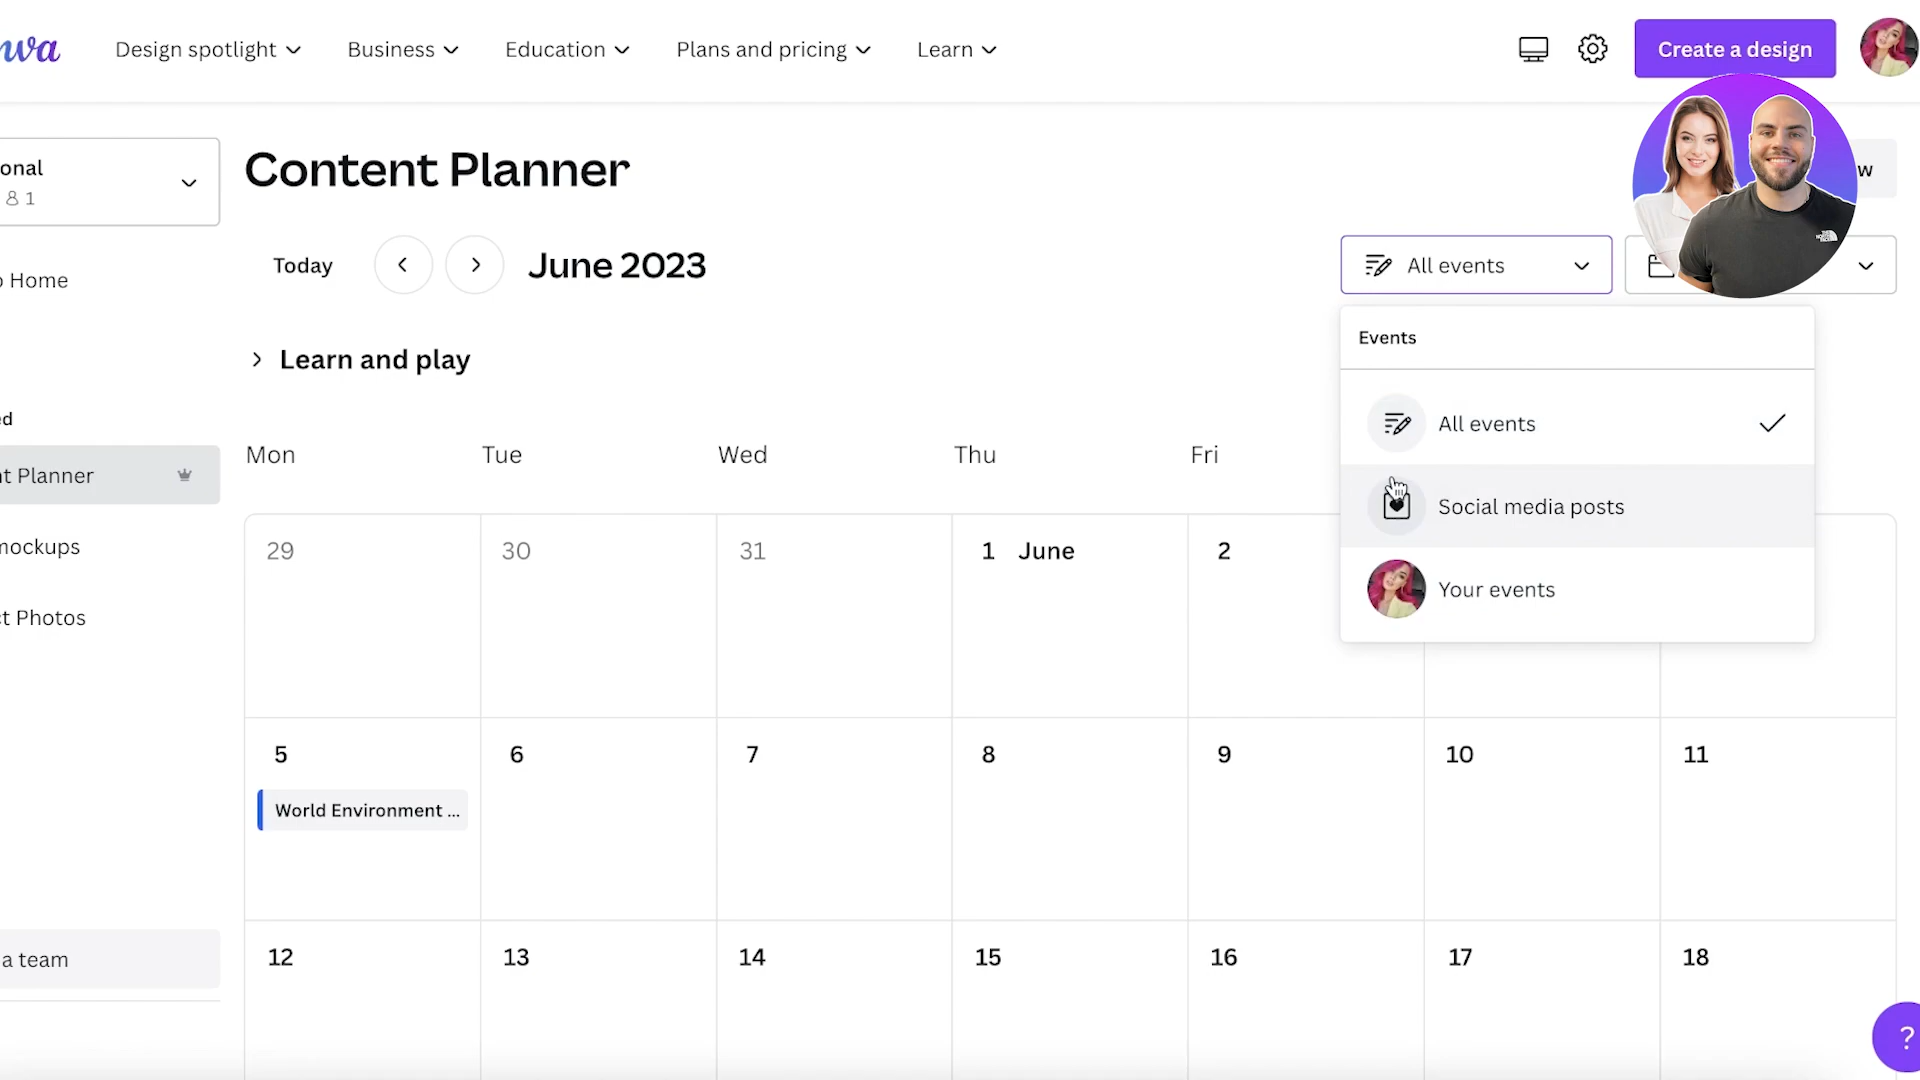 wa Design spotlight Business Education Plans and pricing Learn Create a design
onal
1
Home
ed
t Planner
mockups
t Photos
a team
Content Planner
w
Today June 2023 All events
Learn and play
Events
All events
Social media posts
Your events
Mon Tue Wed Thu Fri
29 30 31 1 June 2
5 6 7 8 9 10 11
World Environment ...
12 13 14 15 16 17 18
?